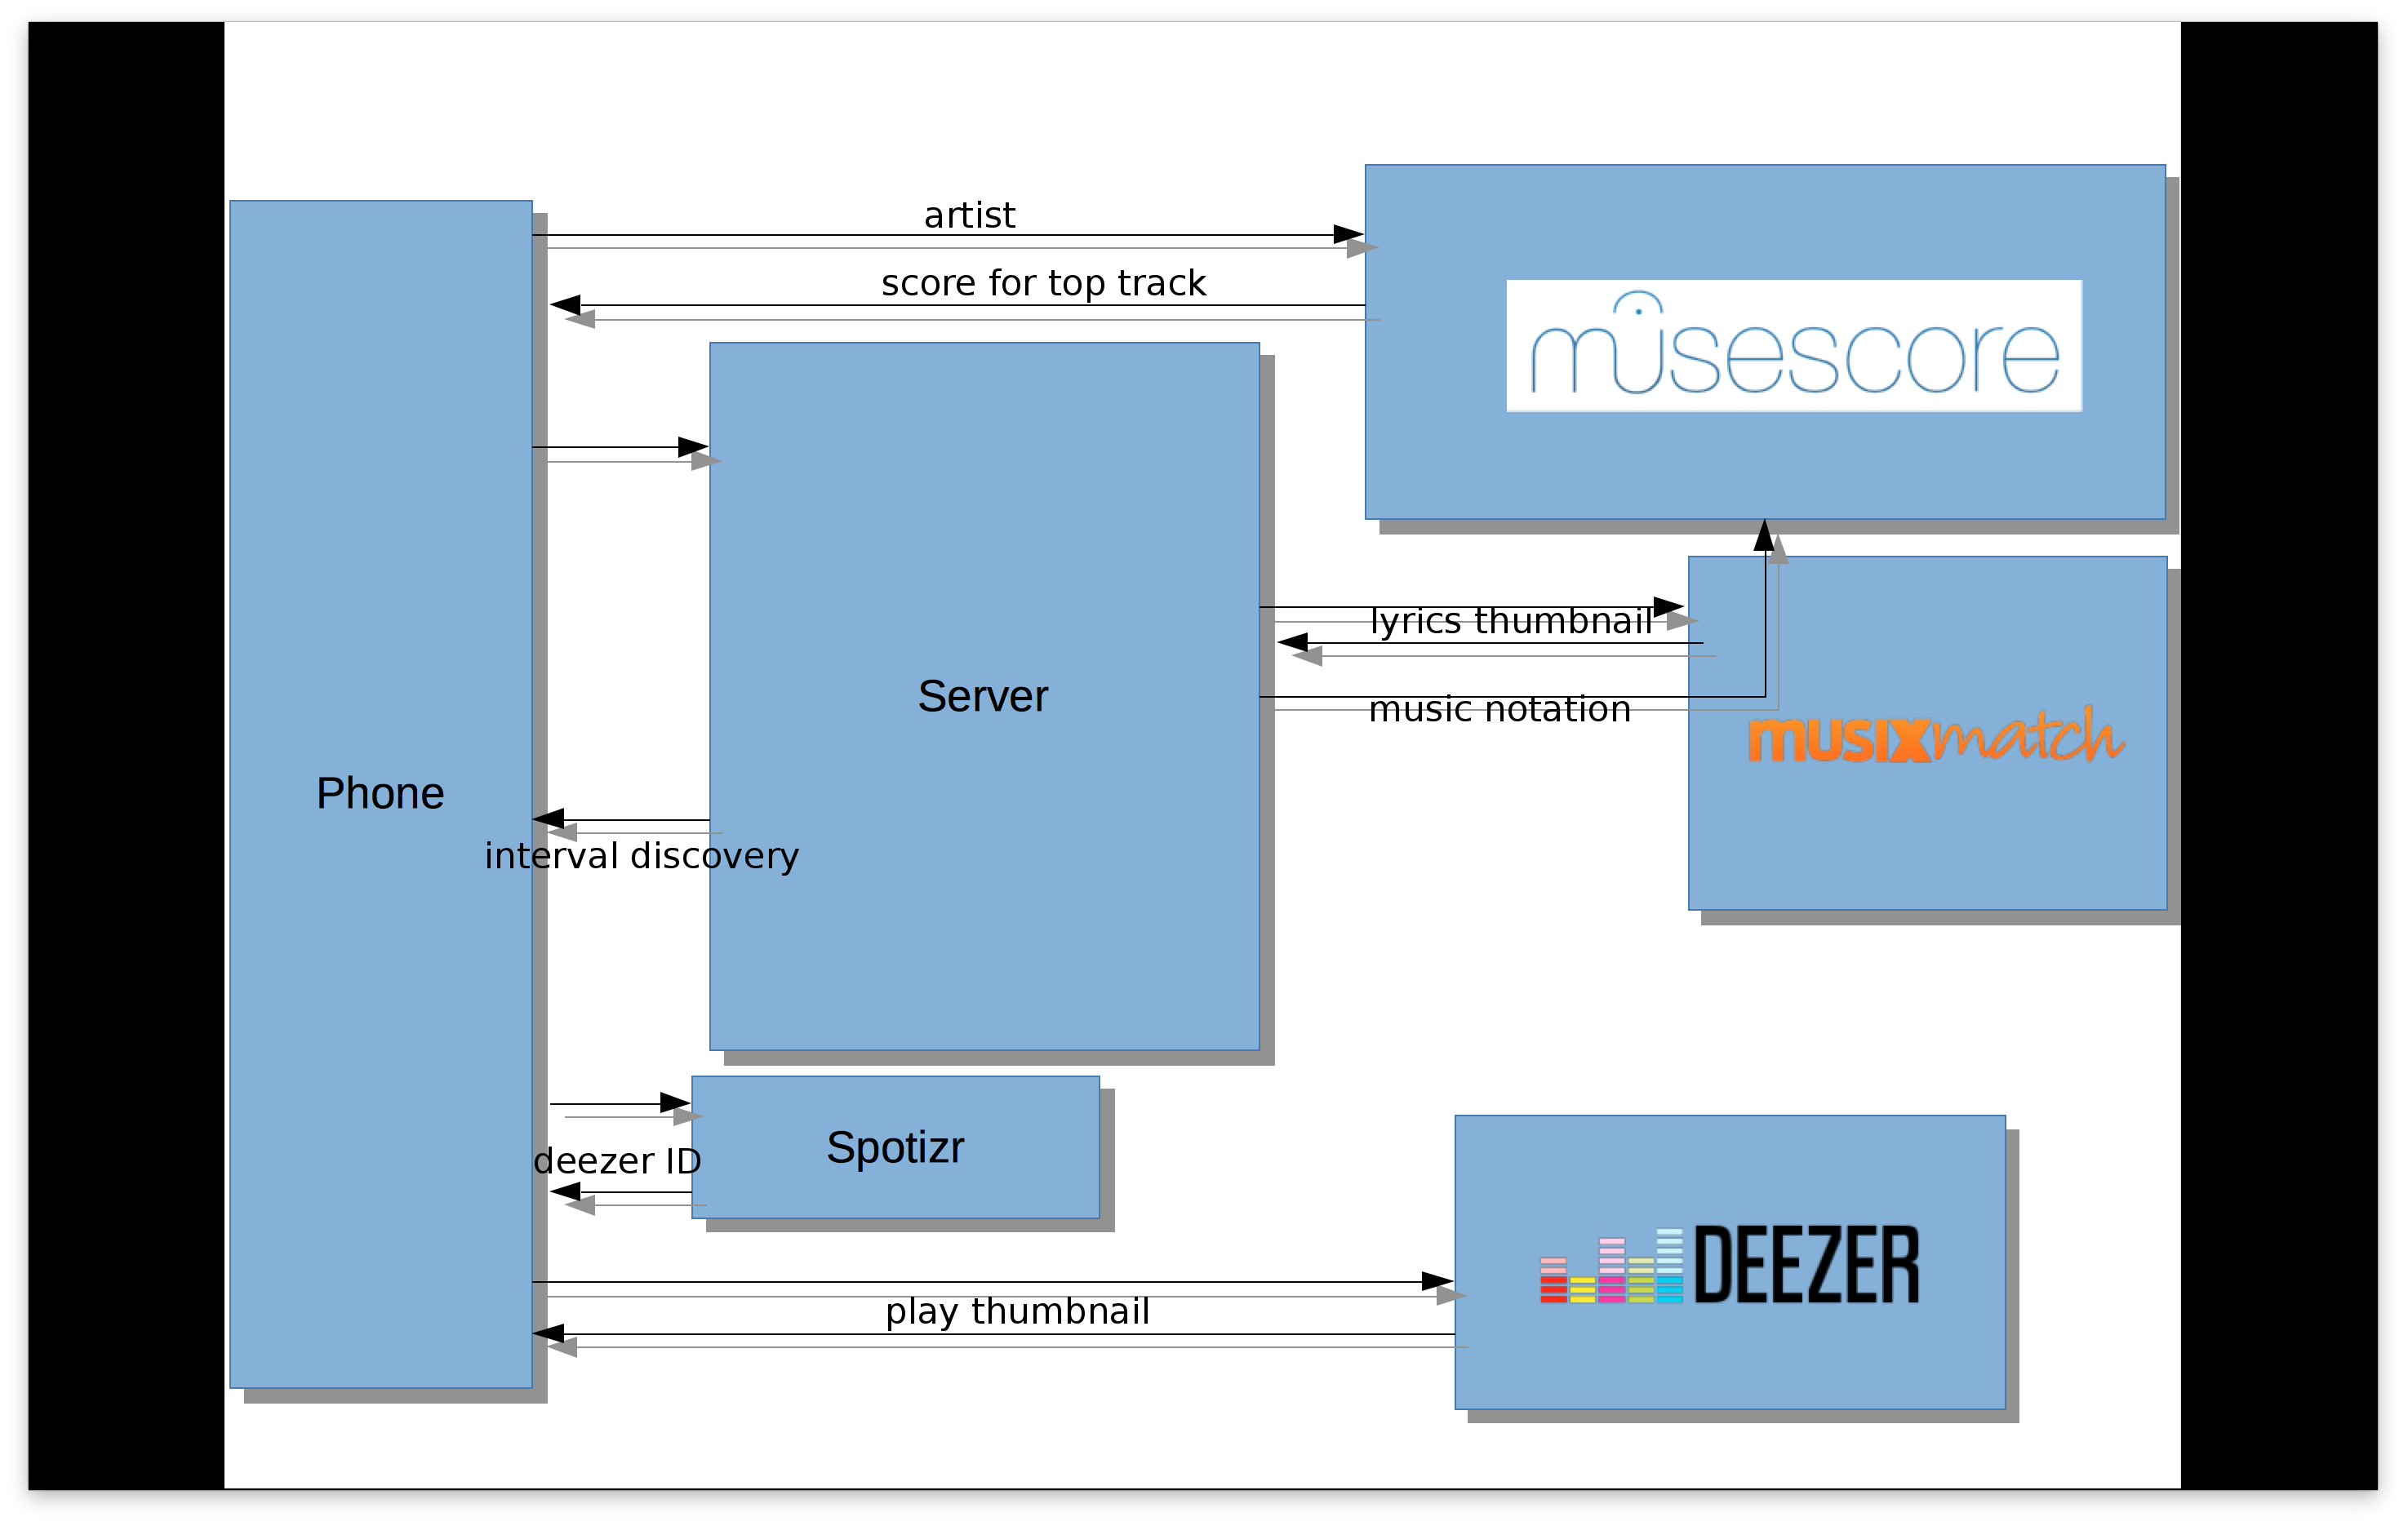 artist
score for top track
musescore
lyrics thumbnail
Server
music notation
musixmatch
Phone
interval discovery
Spotizr
deezer ID
DEEZER
play thumbnail